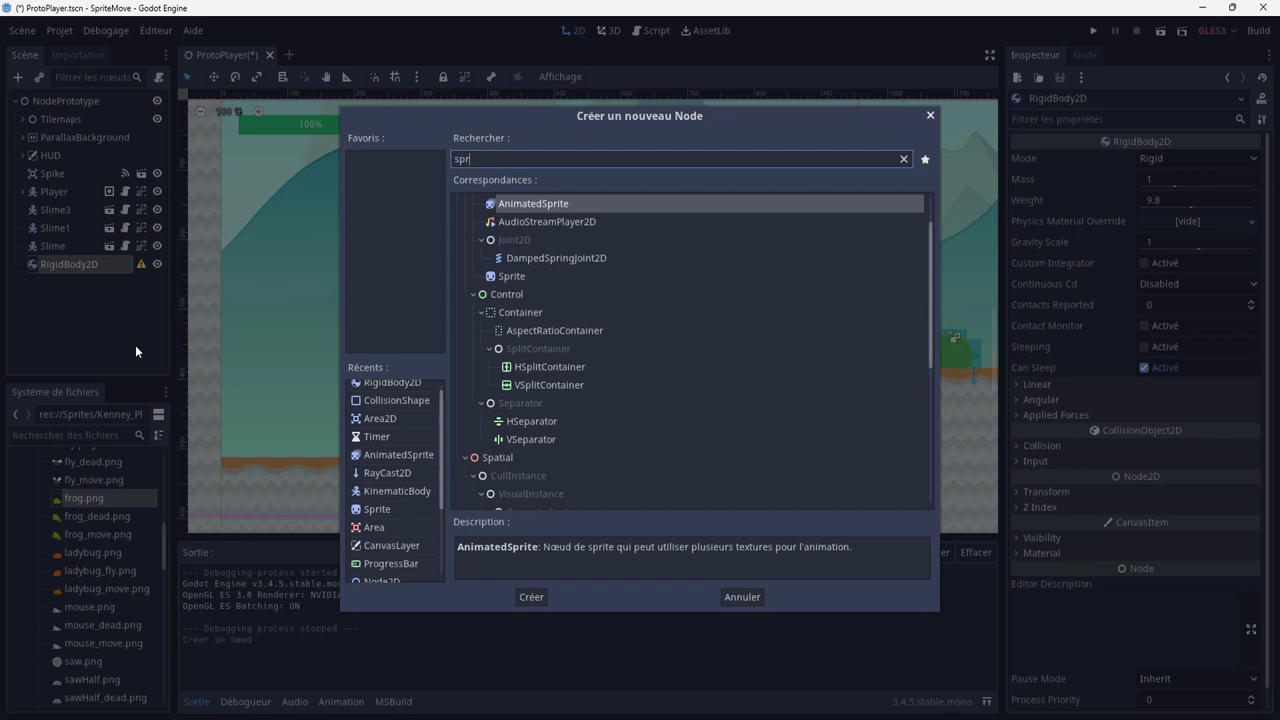 (*) ProtoPlayer.tscn - SpriteMove - Godot Engine
Scène Projet Débogage Éditeur Aide
2D 3D Script AssetLib
GLES3 Build
Scène Importation
ProtoPlayer(*)
Inspecteur Node
Filtrer les nœuds
Affichage
NodePrototype
Tilemaps
ParallaxBackground
HUD
Spike
Player
Slime3
Slime1
Slime
RigidBody2D
100 %
100%
Créer un nouveau Node
Favoris :
Rechercher :
spr
Correspondances :
AnimatedSprite
AudioStreamPlayer2D
Joint2D
DampedSpringJoint2D
Sprite
Control
Container
AspectRatioContainer
SplitContainer
HSplitContainer
VSplitContainer
Separator
HSeparator
VSeparator
Spatial
CullInstance
VisualInstance
Récents :
RigidBody2D
CollisionShape
Area2D
Timer
AnimatedSprite
RayCast2D
KinematicBody
Sprite
Area
CanvasLayer
ProgressBar
Node2D
Description :
AnimatedSprite: Nœud de sprite qui peut utiliser plusieurs textures pour l'animation.
Créer Annuler
Système de fichiers
res://Sprites/Kenney_Pl
Rechercher des fichiers
fly_dead.png
fly_move.png
frog.png
frog_dead.png
frog_move.png
ladybug.png
ladybug_fly.png
ladybug_move.png
mouse.png
mouse_dead.png
mouse_move.png
saw.png
sawHalf.png
sawHalf_dead.png
Sortie :
er Effacer
--- Debugging process started
Godot Engine v3.4.5.stable.mon
OpenGL ES 3.0 Renderer: NVIDIA
OpenGL ES Batching: ON
--- Debugging process stopped ---
Créer un nœud
Sortie Débogueur Audio Animation MSBuild
3.4.5.stable.mono
RigidBody2D
Filtrer les propriétés
RigidBody2D
Mode Rigid
Mass 1
Weight 9.8
Physics Material Override [vide]
Gravity Scale 1
Custom Integrator Activé
Continuous Cd Disabled
Contacts Reported 0
Contact Monitor Activé
Sleeping Activé
Can Sleep Activé
Linear
Angular
Applied Forces
CollisionObject2D
Collision
Input
Node2D
Transform
Z Index
CanvasItem
Visibility
Material
Node
Editor Description
Pause Mode Inherit
Process Priority 0